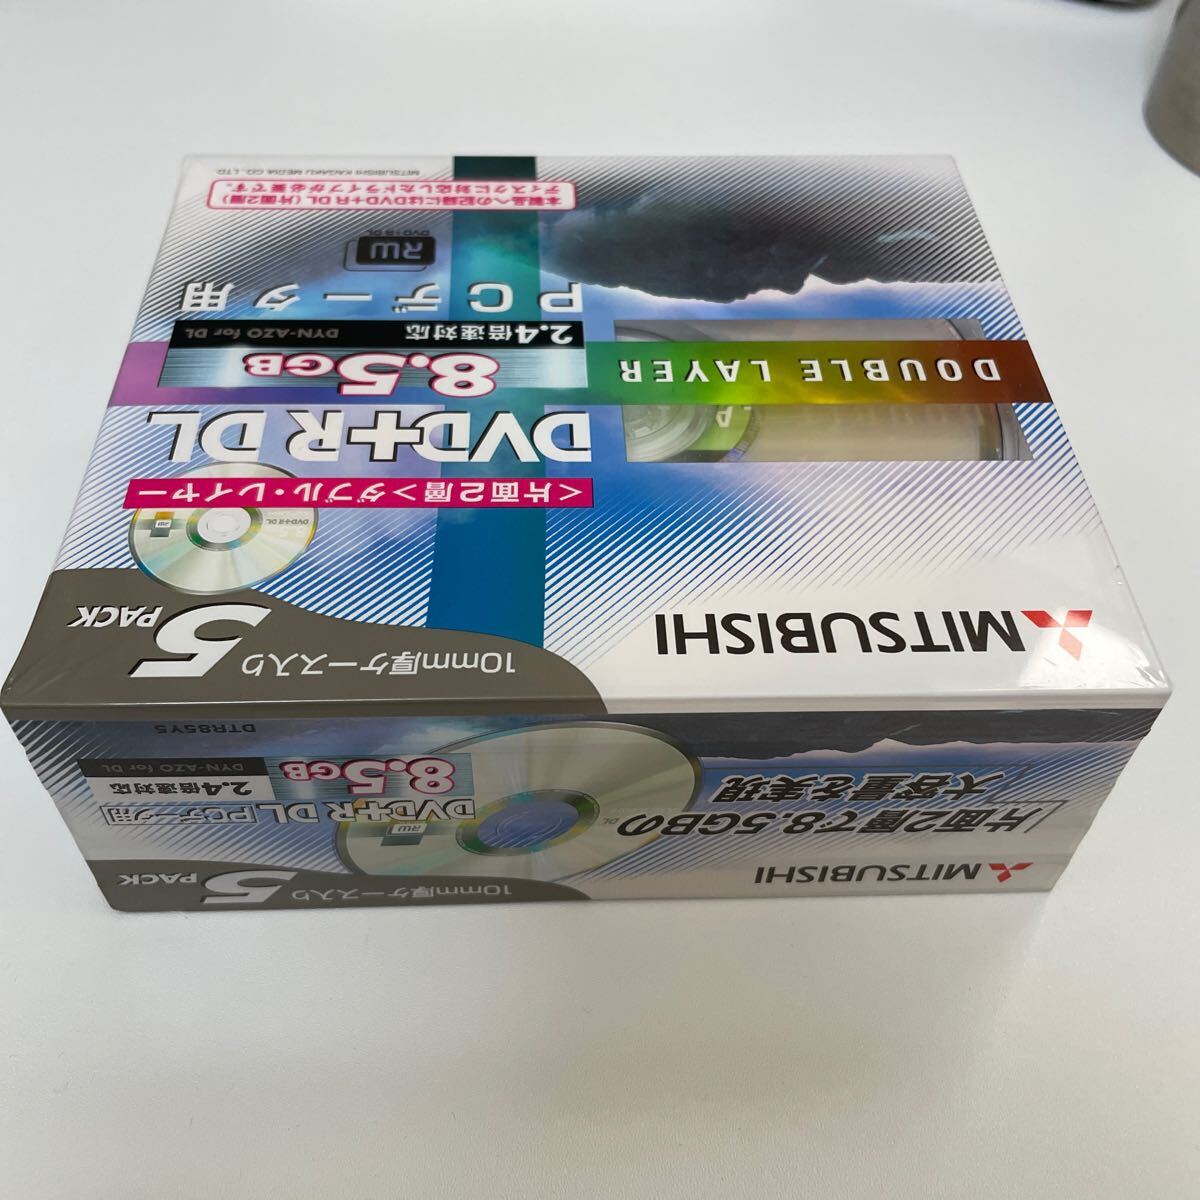 MITSUBISHI
10mm厚ケース入り
5 PACK
<片面2層>ダブル・レイヤー
DVD+R DL
8.5GB
2.4倍速対応
DYN-AZO for DL
DOUBLE LAYER
PCデータ用
RW
DVD+R DL
本製品への記録にはDVD+R DL(片面2層)
ディスクに対応したドライブが必要です。
MITSUBISHI KAGAKU MEDIA CO., LTD.
MITSUBISHI
10mm厚ケース入り
5 PACK
片面2層で8.5GBの
大容量を実現
DVD+R DL PCデータ用
8.5GB
2.4倍速対応
DYN-AZO for DL
DTR85Y5